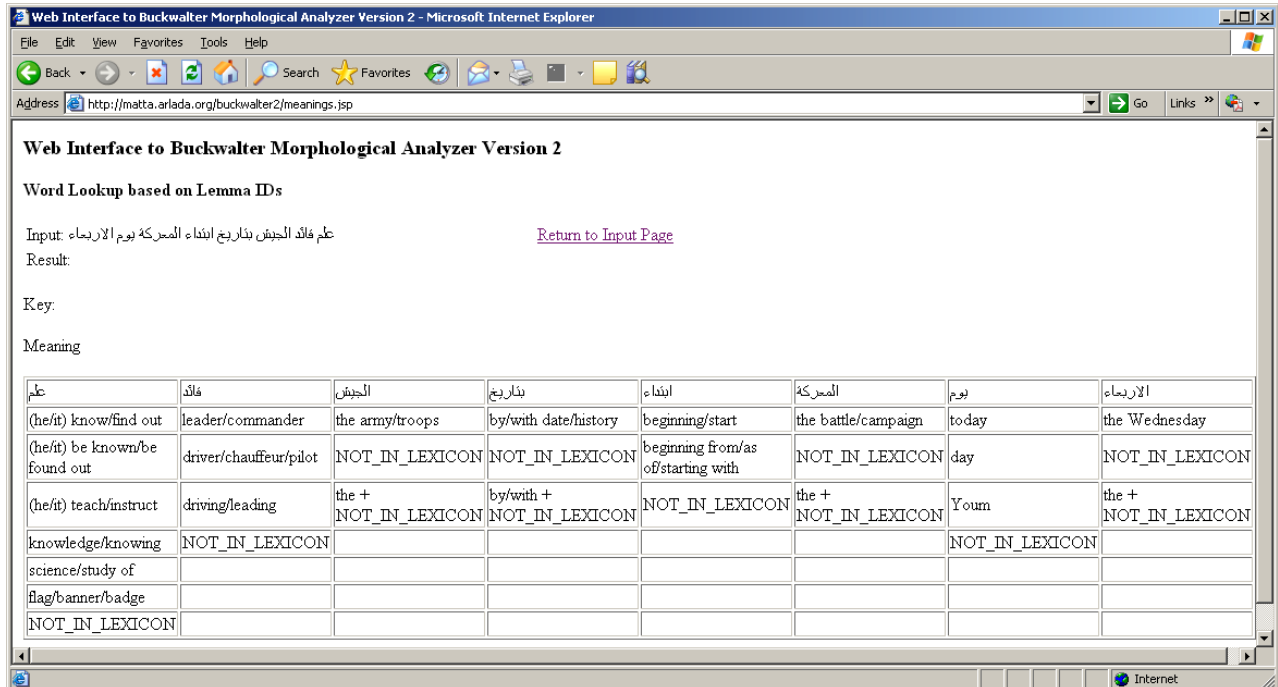 Web Interface to Buckwalter Morphological Analyzer Version 2 - Microsoft Internet Explorer
File Edit View Favorites Tools Help
Back Search Favorites
Address http://matta.arlada.org/buckwalter2/meanings.jsp Go Links »
Web Interface to Buckwalter Morphological Analyzer Version 2
Word Lookup based on Lemma IDs
Input: علم قائد الجيش بتاريخ ابتداء المعركة يوم الاربعاء Return to Input Page
Result:
Key:
Meaning
علم قائد الجيش بتاريخ ابتداء المعركة يوم الاربعاء
(he/it) know/find out leader/commander the army/troops by/with date/history beginning/start the battle/campaign today the Wednesday
(he/it) be known/be found out driver/chauffeur/pilot NOT_IN_LEXICON NOT_IN_LEXICON beginning from/as of/starting with NOT_IN_LEXICON day NOT_IN_LEXICON
(he/it) teach/instruct driving/leading the + NOT_IN_LEXICON by/with + NOT_IN_LEXICON NOT_IN_LEXICON the + NOT_IN_LEXICON Youm the + NOT_IN_LEXICON
knowledge/knowing NOT_IN_LEXICON NOT_IN_LEXICON
science/study of
flag/banner/badge
NOT_IN_LEXICON
Internet